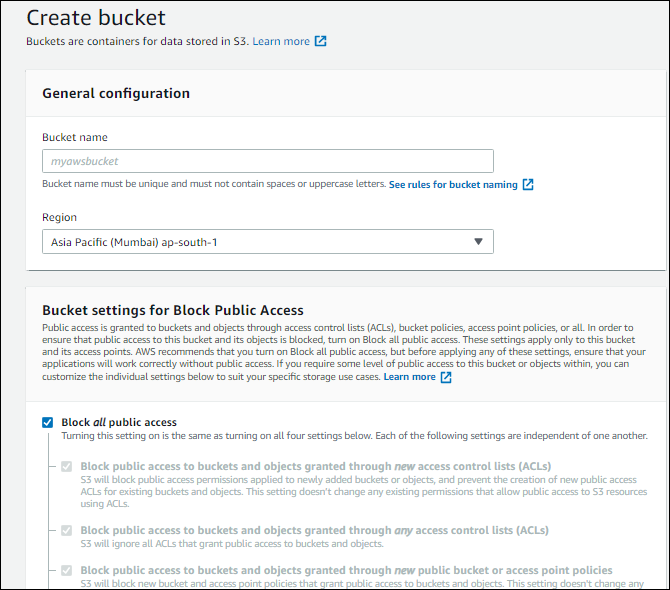 Create bucket
Buckets are containers for data stored in S3. Learn more
General configuration
Bucket name
myawsbucket
Bucket name must be unique and must not contain spaces or uppercase letters. See rules for bucket naming
Region
Asia Pacific (Mumbai) ap-south-1
Bucket settings for Block Public Access
Public access is granted to buckets and objects through access control lists (ACLs), bucket policies, access point policies, or all. In order to
ensure that public access to this bucket and its objects is blocked, turn on Block all public access. These settings apply only to this bucket
and its access points. AWS recommends that you turn on Block all public access, but before applying any of these settings, ensure that your
applications will work correctly without public access. If you require some level of public access to this bucket or objects within, you can
customize the individual settings below to suit your specific storage use cases. Learn more
Block all public access
Turning this setting on is the same as turning on all four settings below. Each of the following settings are independent of one another.
Block public access to buckets and objects granted through new access control lists (ACLs)
S3 will block public access permissions applied to newly added buckets or objects, and prevent the creation of new public access
ACLs for existing buckets and objects. This setting doesn't change any existing permissions that allow public access to S3 resources
using ACLs.
Block public access to buckets and objects granted through any access control lists (ACLs)
S3 will ignore all ACLs that grant public access to buckets and objects.
Block public access to buckets and objects granted through new public bucket or access point policies
S3 will block new bucket and access point policies that grant public access to buckets and objects. This setting doesn't change any